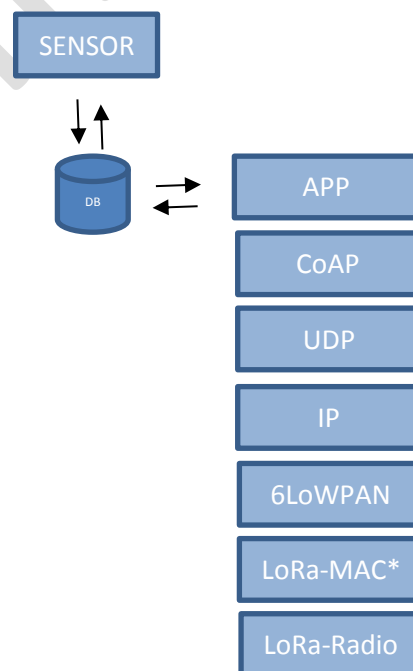 SENSOR
DB
APP
CoAP
UDP
IP
6LoWPAN
LoRa-MAC*
LoRa-Radio